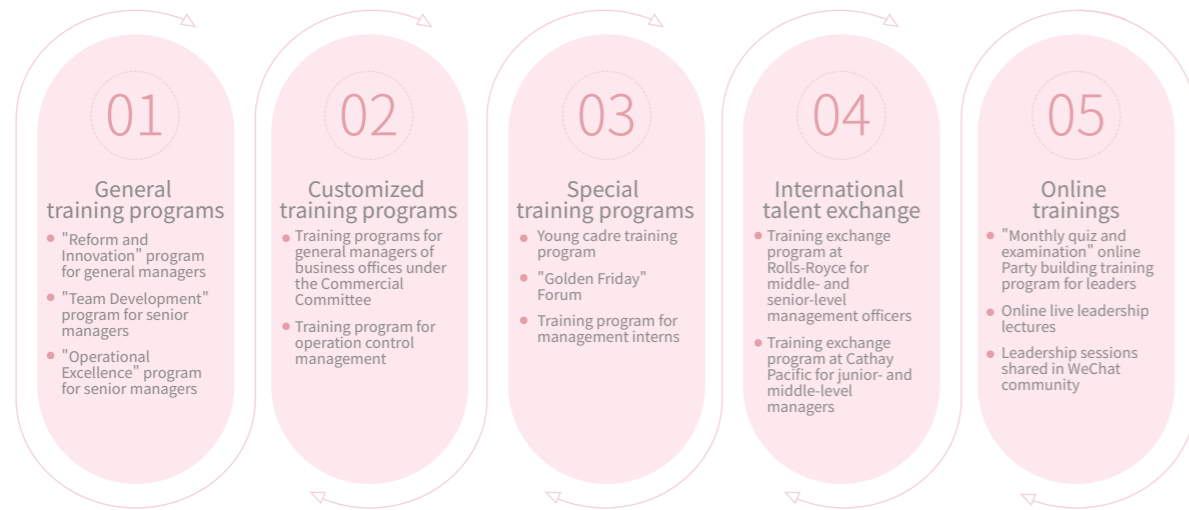 01
General
training programs
"Reform and
Innovation" program
for general managers
"Team Development"
program for senior
managers
"Operational
Excellence" program
for senior managers
02
Customized
training programs
Training programs for
general managers of
business offices under
the Commercial
Committee
Training program for
operation control
management
03
Special
training programs
Young cadre training
program
"Golden Friday"
Forum
Training program for
management interns
04
International
talent exchange
Training exchange
program at
Rolls-Royce for
middle- and
senior-level
management officers
Training exchange
program at Cathay
Pacific for junior- and
middle-level
managers
05
Online
trainings
"Monthly quiz and
examination" online
Party building training
program for leaders
Online live leadership
lectures
Leadership sessions
shared in WeChat
community